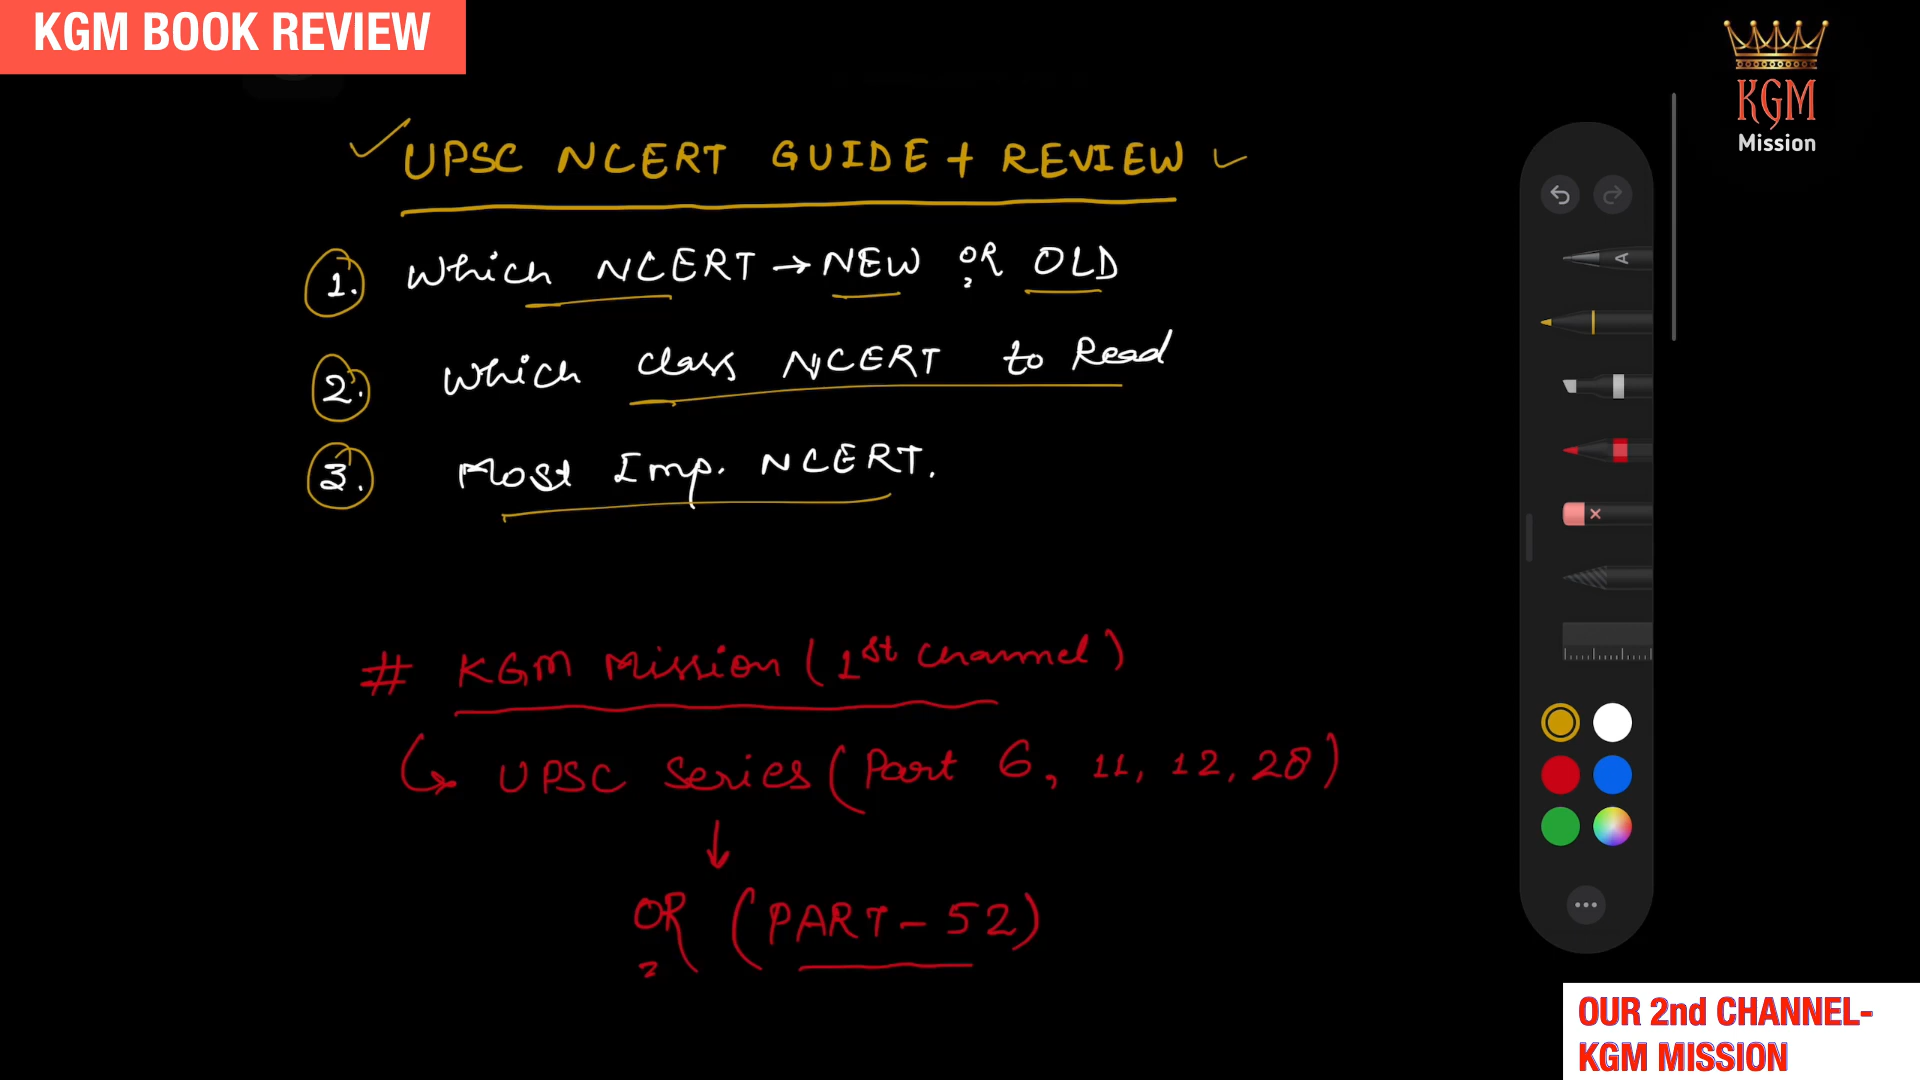 KGM BOOK REVIEW
KGM
Mission
UPSC NCERT GUIDE + REVIEW
1. Which NCERT → NEW OR OLD
2. Which class NCERT to Read
3. Most Imp. NCERT.
# KGM Mission (1st channel)
UPSC Series (Part 6, 11, 12, 28)
OR (PART - 52)
OUR 2nd CHANNEL-
KGM MISSION